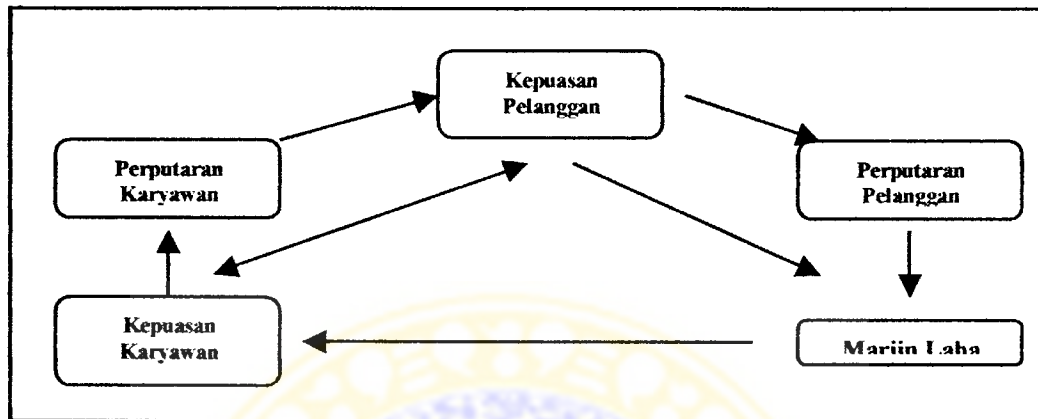 Kepuasan
Pelanggan
Perputaran
Karyawan
Perputaran
Pelanggan
Kepuasan
Karyawan
Marjin Laba